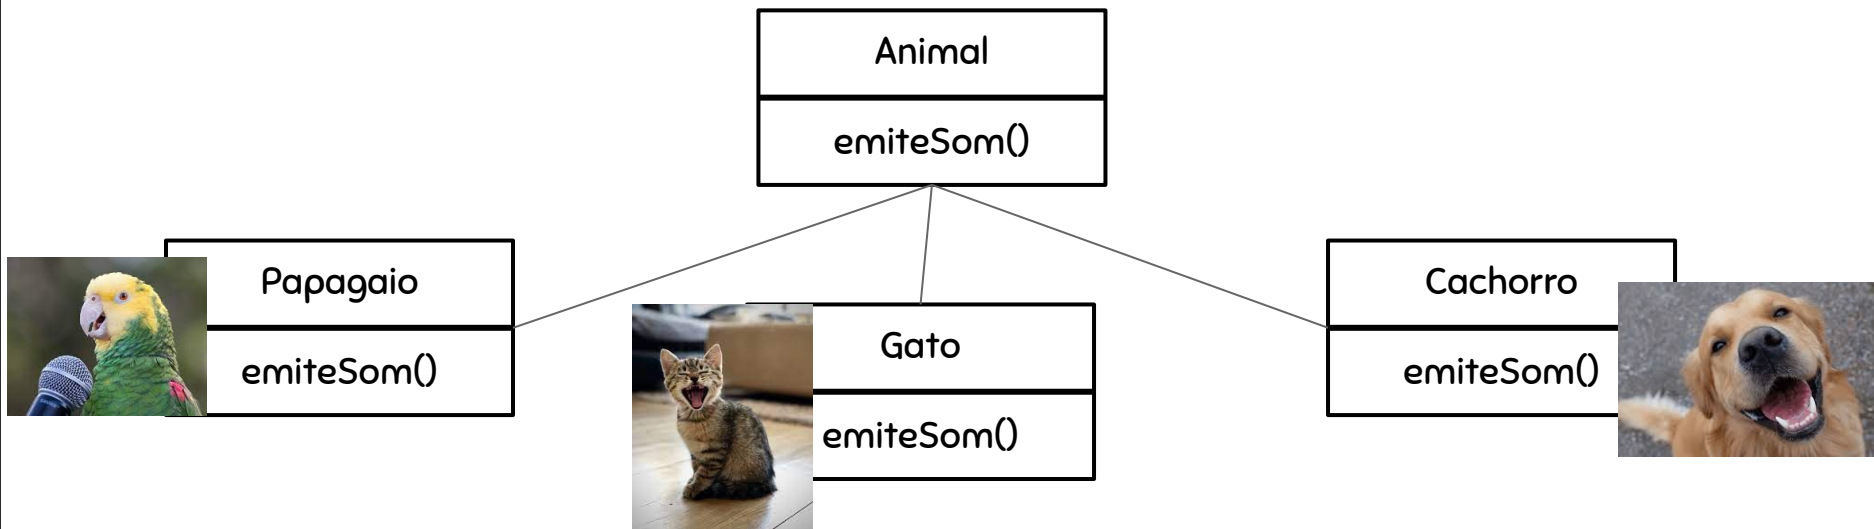 Animal
emiteSom()
Papagaio
emiteSom()
Gato
emiteSom()
Cachorro
emiteSom()